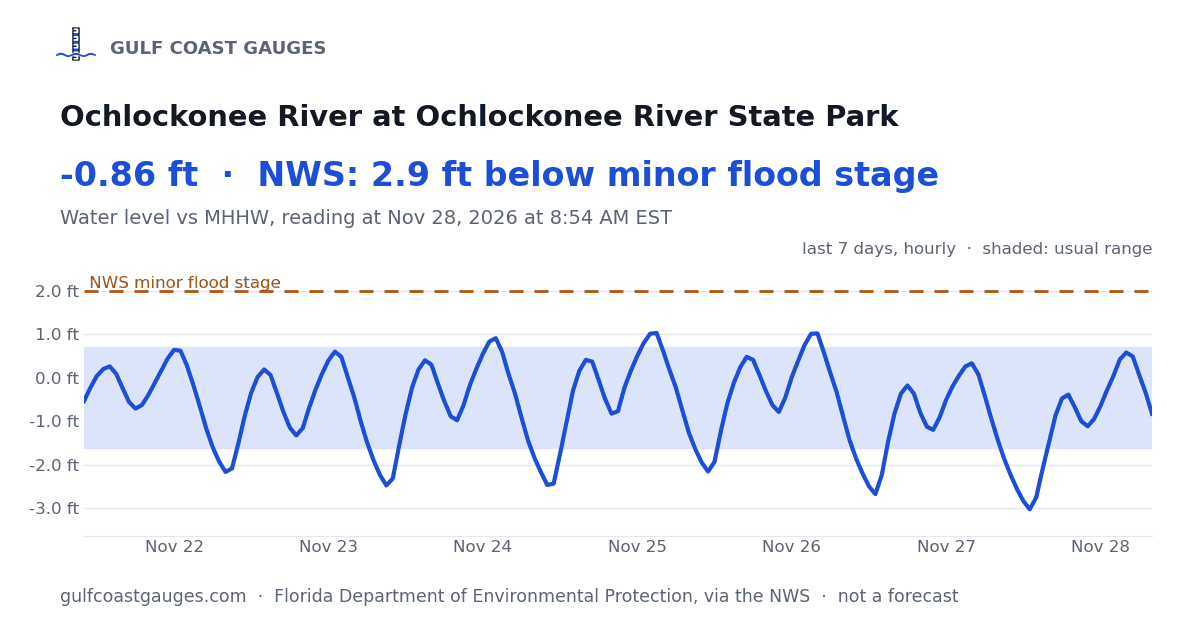 GULF COAST GAUGES
Ochlockonee River at Ochlockonee River State Park
-0.86 ft · NWS: 2.9 ft below minor flood stage
Water level vs MHHW, reading at Nov 28, 2026 at 8:54 AM EST
last 7 days, hourly · shaded: usual range
NWS minor flood stage
2.0 ft
1.0 ft
0.0 ft
-1.0 ft
-2.0 ft
-3.0 ft
Nov 22 Nov 23 Nov 24 Nov 25 Nov 26 Nov 27 Nov 28
gulfcoastgauges.com · Florida Department of Environmental Protection, via the NWS · not a forecast